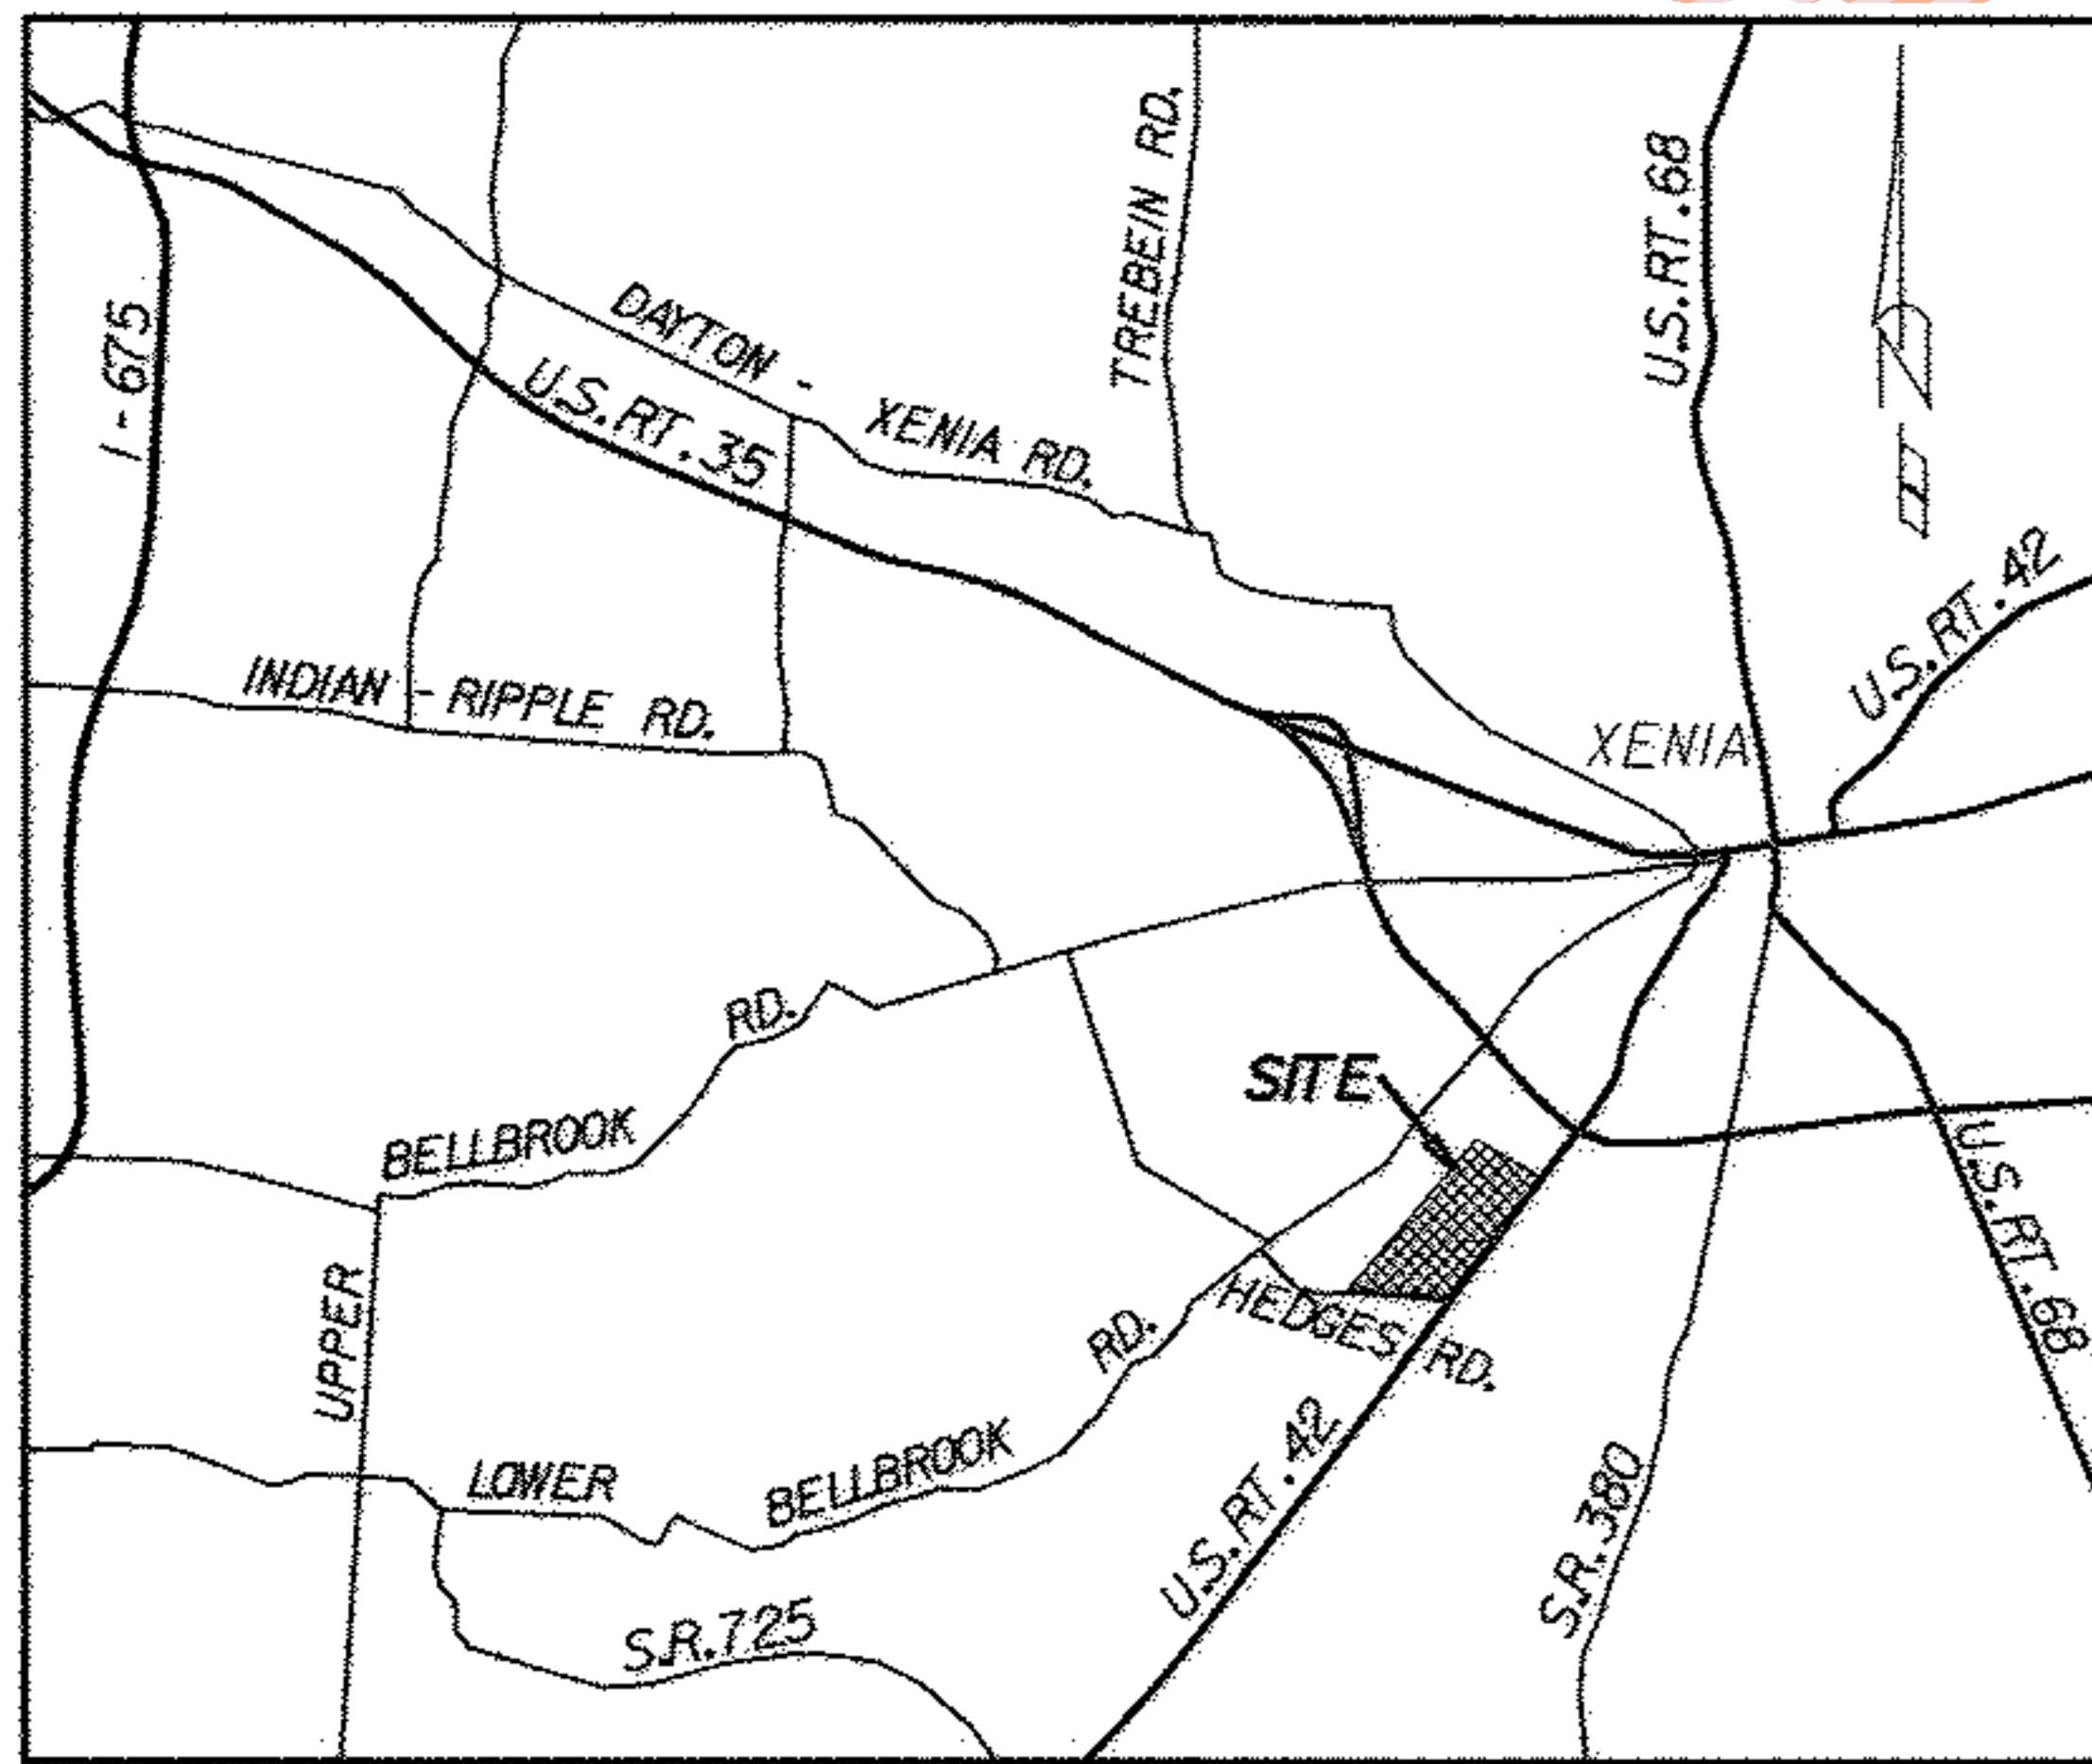 TREBEIN RD.
U.S.RT.68
N
I-675
DAYTON - XENIA RD.
U.S.RT.35
U.S.RT.42
INDIAN - RIPPLE RD.
XENIA
UPPER BELLBROOK RD.
SITE
HEDGES RD.
U.S.RT.68
LOWER BELLBROOK RD.
U.S.RT.42
S.R.380
S.R.725